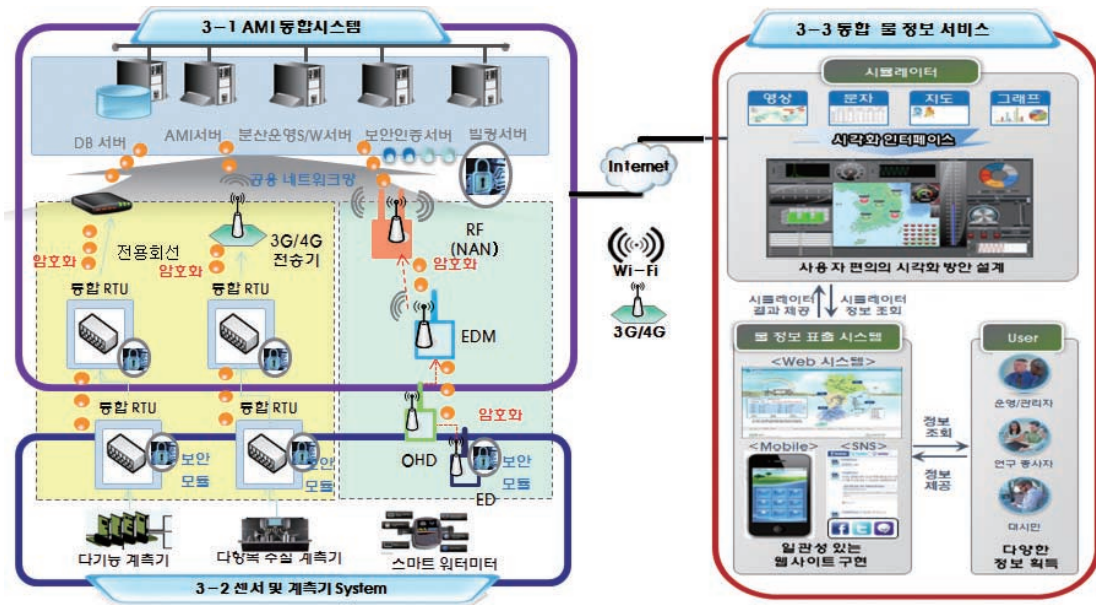 3-1 AMI 통합시스템
DB 서버
AMI서버
분산운영S/W서버
보안인증서버
빌링서버
공용 네트워크망
전용회선
암호화
3G/4G
전송기
암호화
RF
(NAN)
암호화
통합 RTU
통합 RTU
EDM
통합 RTU
통합 RTU
암호화
OHD
보안
모듈
보안
모듈
보안
모듈
ED
다기능 계측기
다항목 수질 계측기
스마트 워터미터
3-2 센서 및 계측기 System
Internet
Wi-Fi
3G/4G
3-3 통합 물 정보 서비스
시뮬레이터
영상
문자
지도
그래프
시각화 인터페이스
사용자 편의의 시각화 방안 설계
시뮬레이터
결과 제공
시뮬레이터
정보 조회
물 정보 표출 시스템
<Web 시스템>
<Mobile>
<SNS>
일관성 있는
웹 사이트 구현
정보
조회
정보
제공
User
운영/관리자
연구 종사자
대시민
다양한
정보 획득